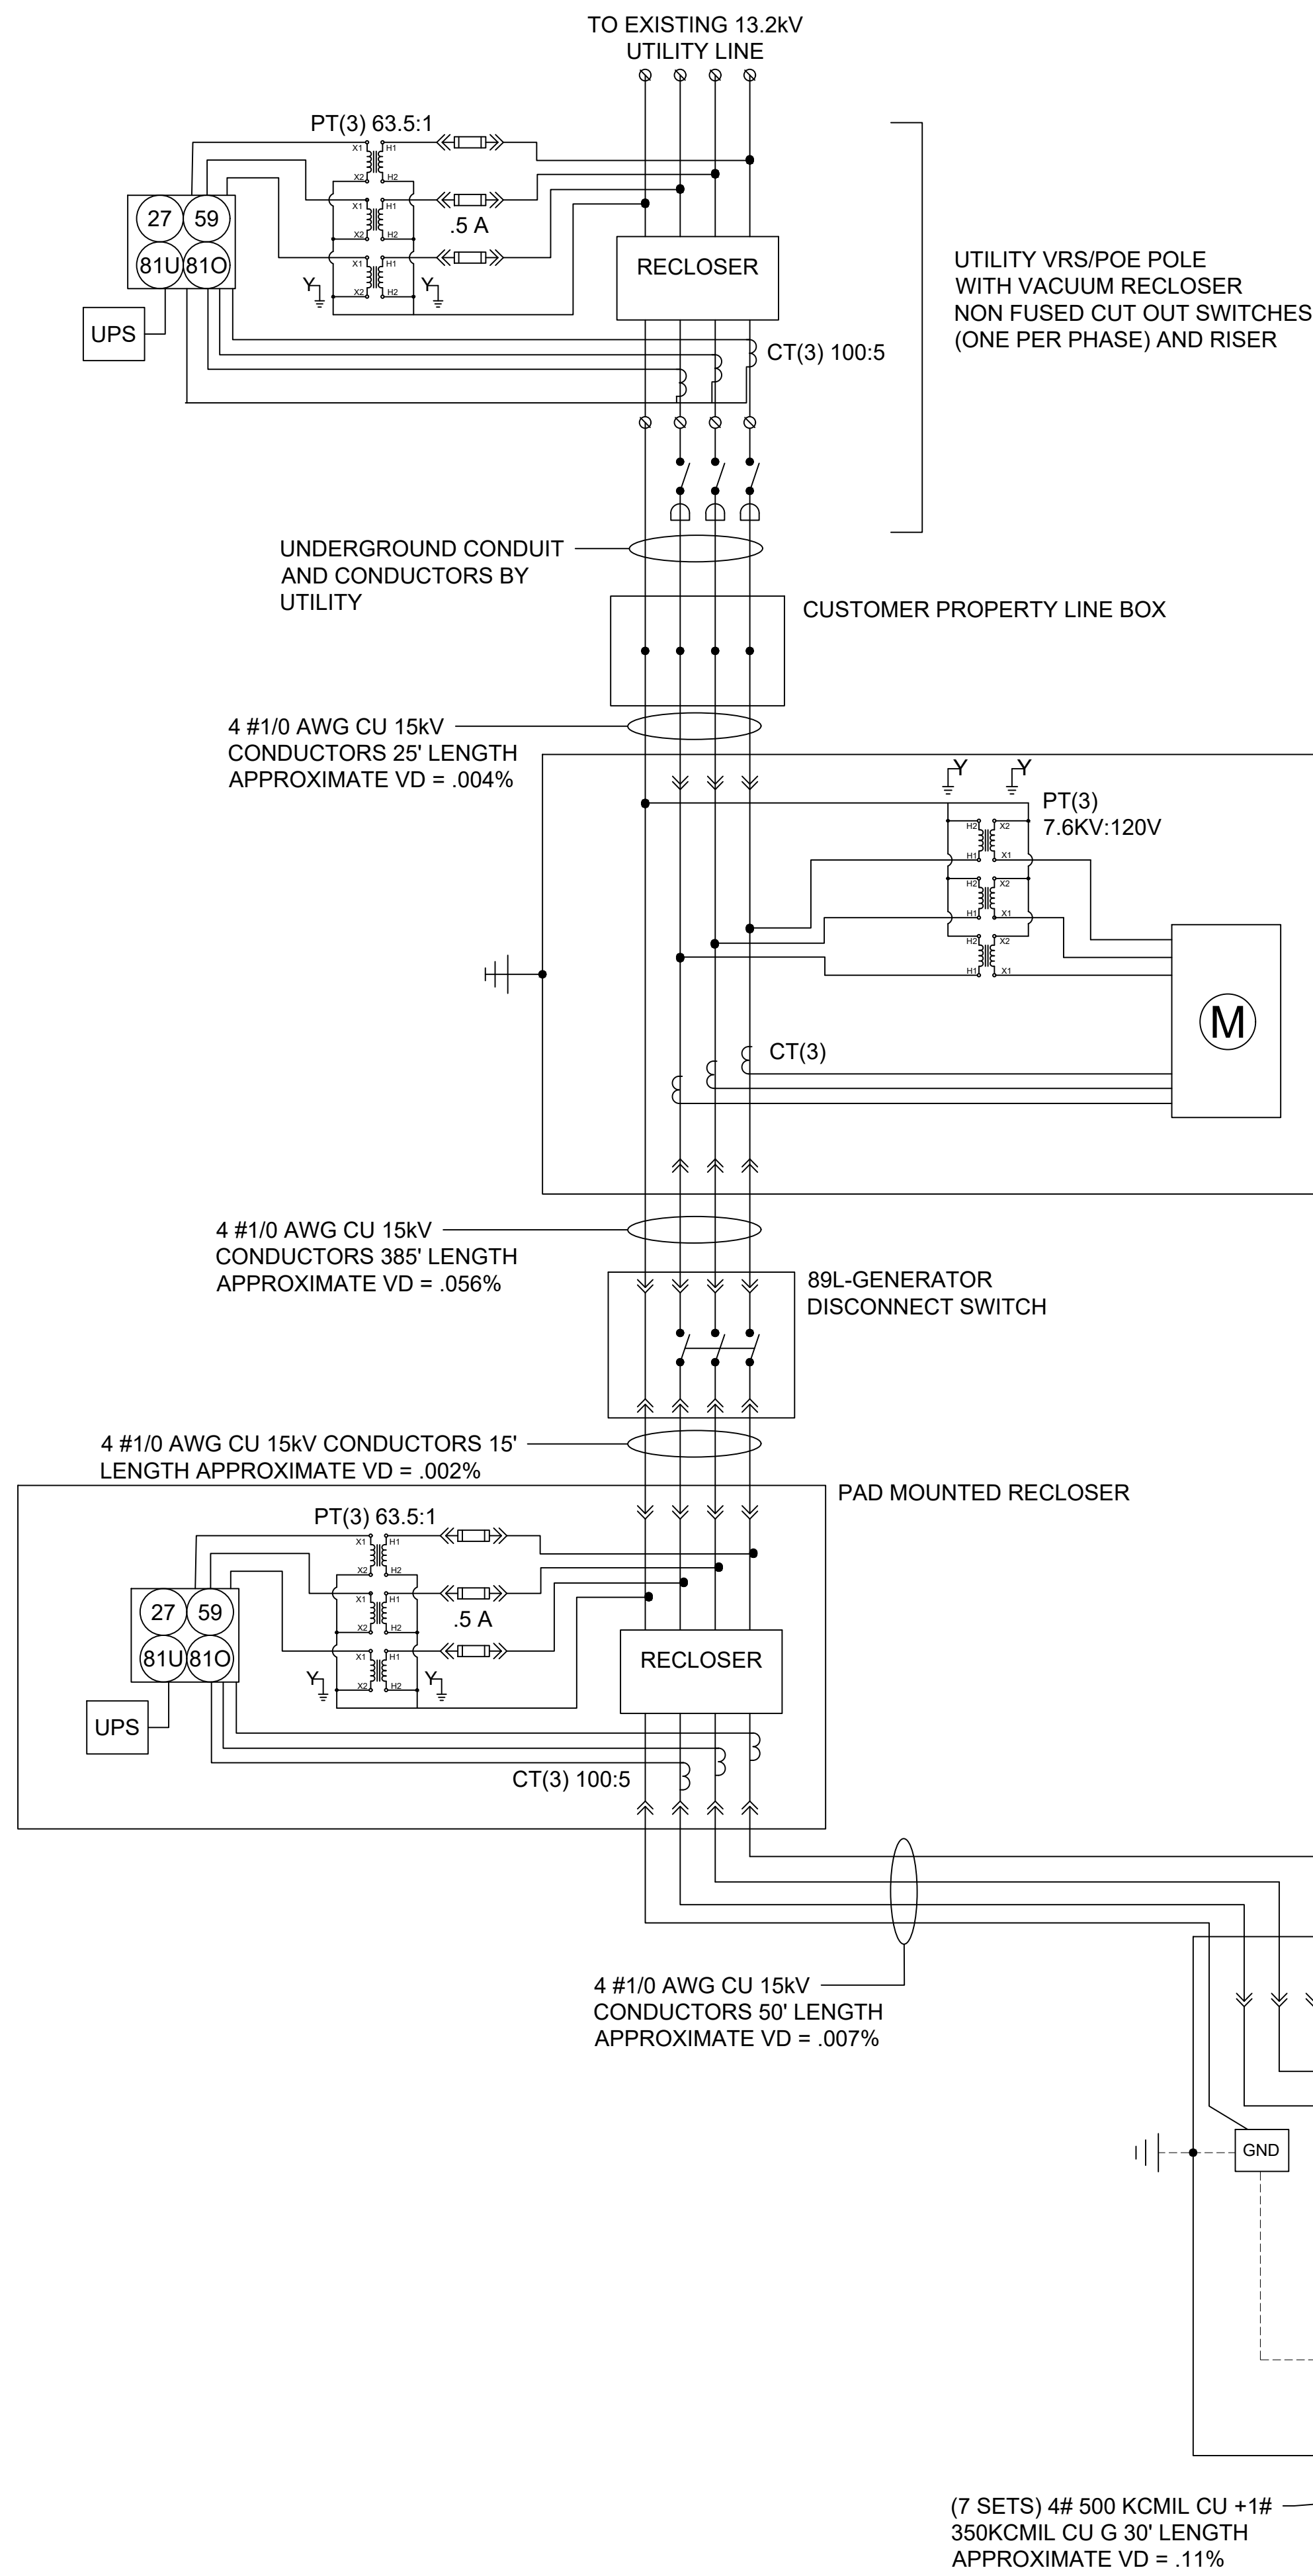 TO EXISTING 13.2kV
UTILITY LINE
PT(3) 63.5:1
X1 H1
X2 H2
X1 H1
X2 H2
.5 A
X1 H1
X2 H2
Y Y
27 59
81U 81O
UPS
RECLOSER
CT(3) 100:5
UTILITY VRS/POE POLE
WITH VACUUM RECLOSER
NON FUSED CUT OUT SWITCHES
(ONE PER PHASE) AND RISER
UNDERGROUND CONDUIT
AND CONDUCTORS BY
UTILITY
CUSTOMER PROPERTY LINE BOX
4 #1/0 AWG CU 15kV
CONDUCTORS 25' LENGTH
APPROXIMATE VD = .004%
Y Y
PT(3)
7.6KV:120V
H2 X2
H1 X1
H2 X2
H1 X1
H2 X2
H1 X1
M
CT(3)
4 #1/0 AWG CU 15kV
CONDUCTORS 385' LENGTH
APPROXIMATE VD = .056%
89L-GENERATOR
DISCONNECT SWITCH
4 #1/0 AWG CU 15kV CONDUCTORS 15'
LENGTH APPROXIMATE VD = .002%
PAD MOUNTED RECLOSER
PT(3) 63.5:1
X1 H1
X2 H2
X1 H1
X2 H2
.5 A
X1 H1
X2 H2
Y Y
27 59
81U 81O
UPS
RECLOSER
CT(3) 100:5
4 #1/0 AWG CU 15kV
CONDUCTORS 50' LENGTH
APPROXIMATE VD = .007%
GND
(7 SETS) 4# 500 KCMIL CU +1#
350KCMIL CU G 30' LENGTH
APPROXIMATE VD = .11%